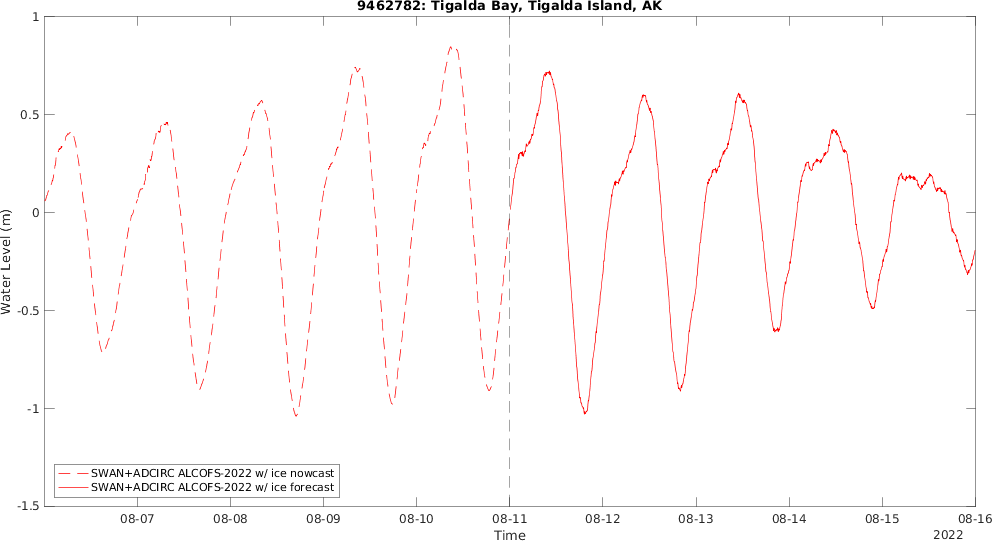 9462782: Tigalda Bay, Tigalda Island, AK
Water Level (m)
1
0.5
0
-0.5
-1
-1.5
SWAN+ADCIRC ALCOFS-2022 w/ ice nowcast
SWAN+ADCIRC ALCOFS-2022 w/ ice forecast
08-07 08-08 08-09 08-10 08-11 08-12 08-13 08-14 08-15 08-16
Time
2022